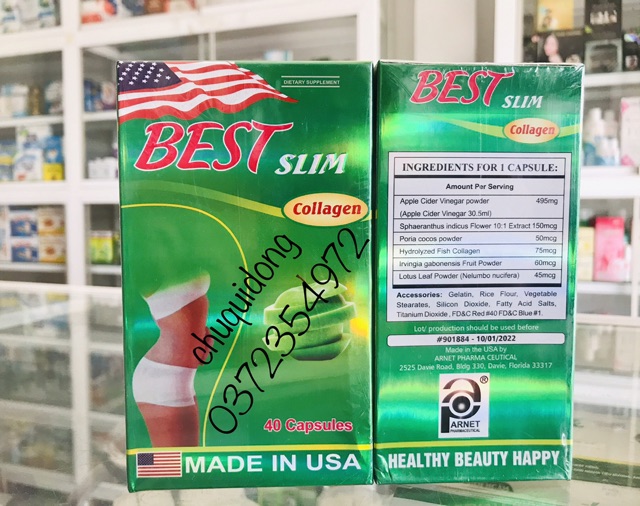 DIETARY SUPPLEMENT
BEST
SLIM
Collagen
chuquidong
0372354972
40 Capsules
MADE IN USA
BEST
SLIM
Collagen
INGREDIENTS FOR 1 CAPSULE:
Amount Per Serving
Apple Cider Vinegar powder 495mg
(Apple Cider Vinegar 30.5ml)
Sphaeranthus indicus Flower 10:1 Extract 150mcg
Poria cocos powder 50mcg
Hydrolyzed Fish Collagen 75mcg
Irvingia gabonensis Fruit Powder 60mcg
Lotus Leaf Powder (Nelumbo nucifera) 45mcg
Accessories: Gelatin, Rice Flour, Vegetable
Stearates, Silicon Dioxide, Fatty Acid Salts,
Titanium Dioxide, FD&C Red #40 FD&C Blue #1.
Lot/ production should be used before
#901884 - 10/01/2022
Made in the USA by
ARNET PHARMA CEUTICAL
2525 Davie Road, Bldg 330, Davie, Florida 33317
®
ARNET
PHARMACEUTICAL
HEALTHY BEAUTY HAPPY